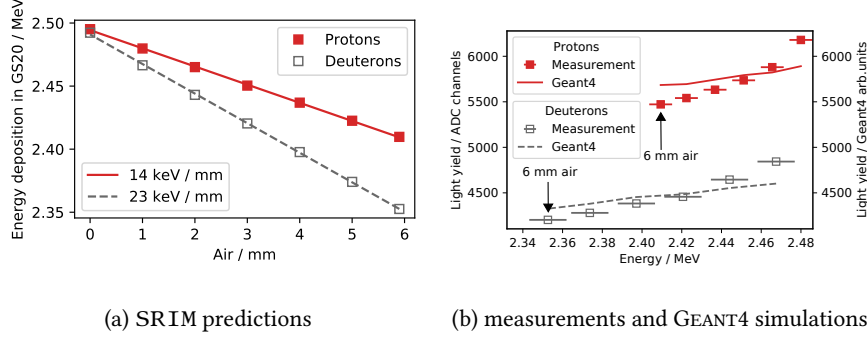 Energy deposition in GS20 / MeV
2.50
2.45
2.40
2.35
Protons
Deuterons
14 keV / mm
23 keV / mm
0 1 2 3 4 5 6
Air / mm
(a) SRIM predictions
Light yield / ADC channels
6000
5500
5000
4500
Protons
Measurement
Geant4
Deuterons
Measurement
Geant4
6 mm air
6 mm air
2.34 2.36 2.38 2.40 2.42 2.44 2.46 2.48
Energy / MeV
6000
5500
5000
4500
Light yield / Geant4 arb.units
(b) measurements and GEANT4 simulations